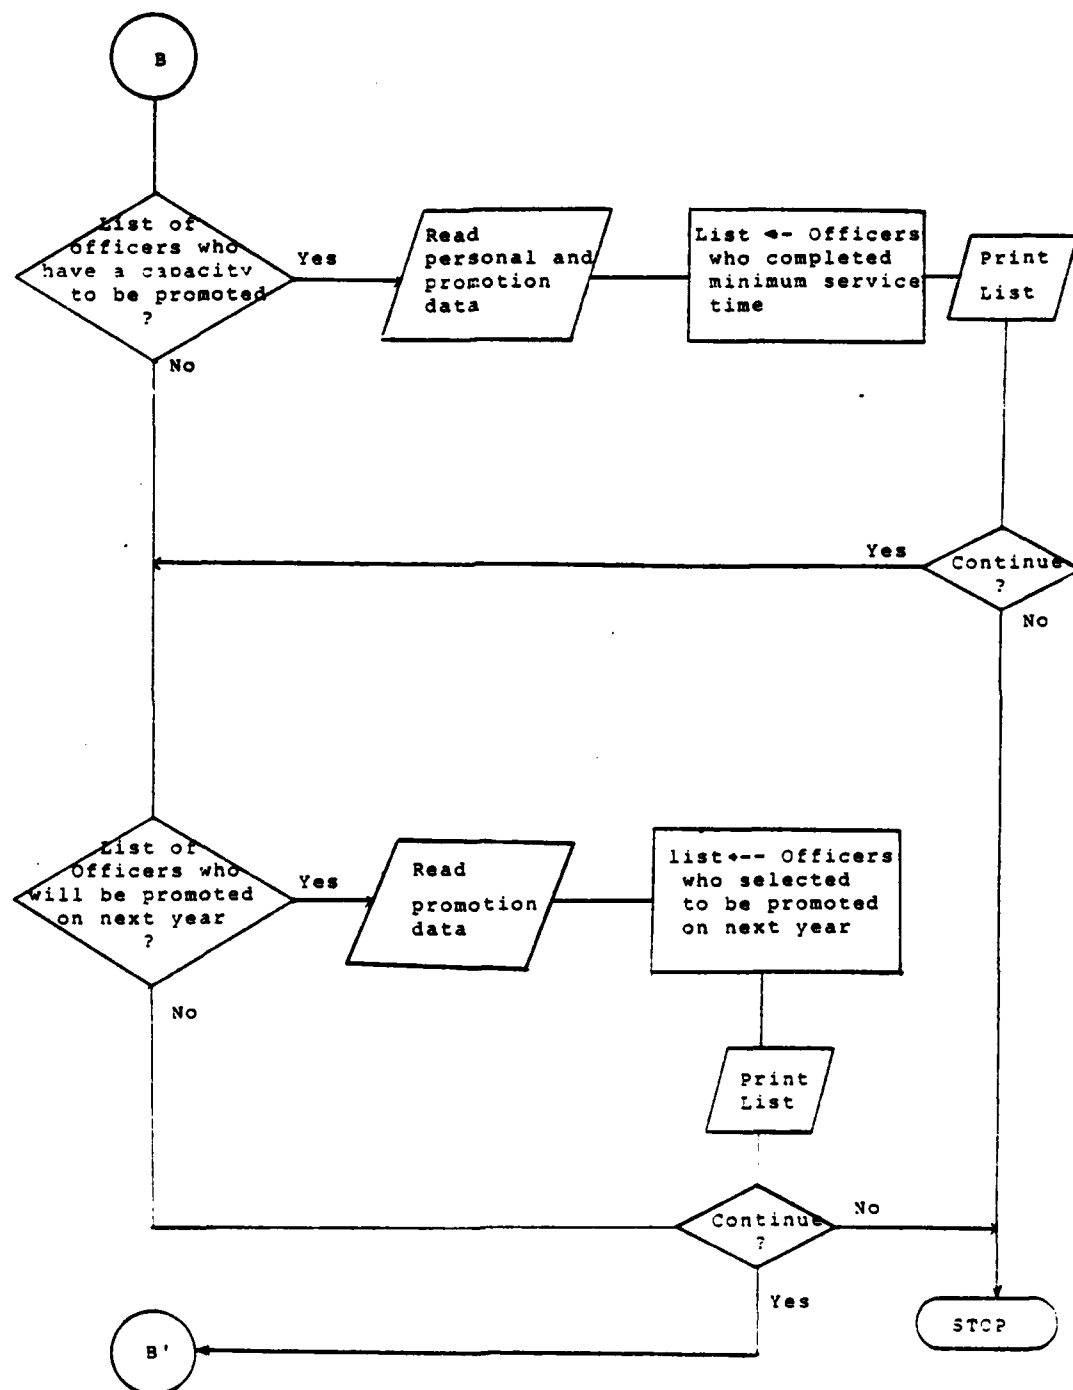 B
List of
officers who
have a capacity
to be promoted
?
Yes
No
Read
personal and
promotion
data
List <- Officers
who completed
minimum service
time
Print
List
Yes
Continue
?
No
List of
Officers who
will be promoted
on next year
?
Yes
No
Read
promotion
data
list<-- Officers
who selected
to be promoted
on next year
Print
List
Continue
?
No
Yes
B'
STOP